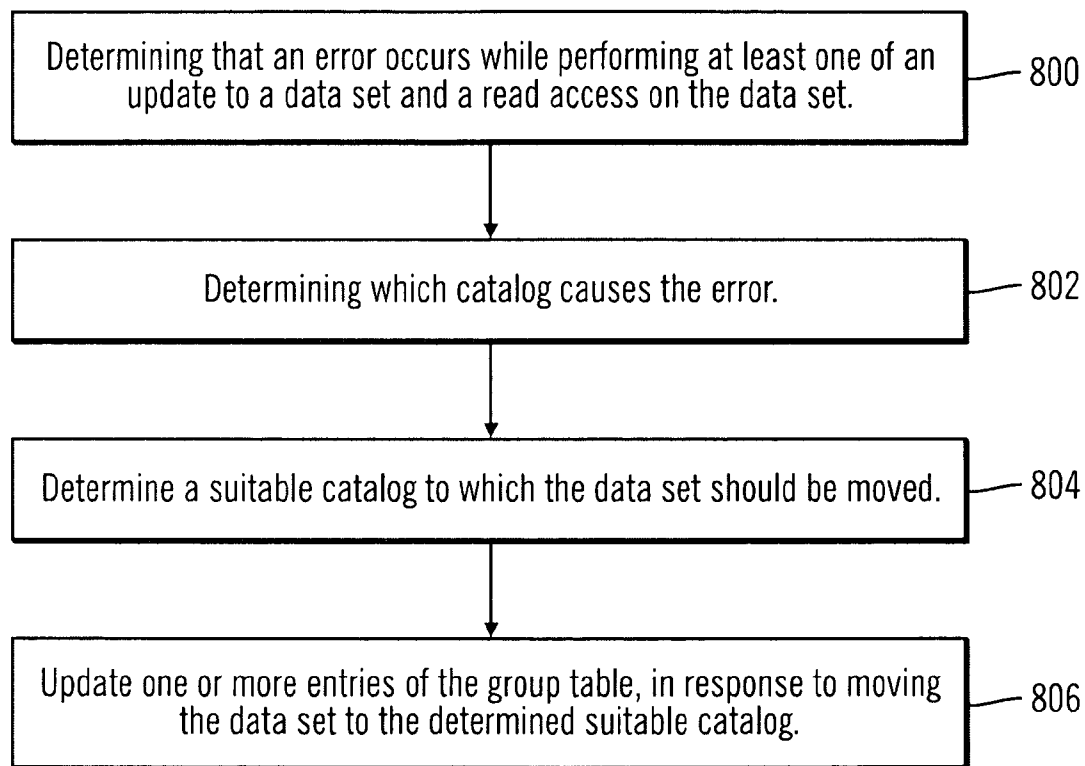 Determining that an error occurs while performing at least one of an
update to a data set and a read access on the data set.
800
Determining which catalog causes the error.
802
Determine a suitable catalog to which the data set should be moved.
804
Update one or more entries of the group table, in response to moving
the data set to the determined suitable catalog.
806